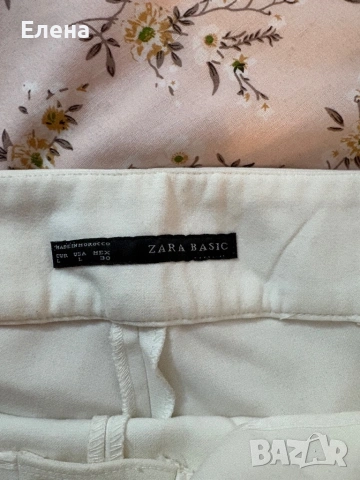 Елена
MADE IN MOROCCO
EUR USA MEX
L L 30
ZARA BASIC
BAZAR